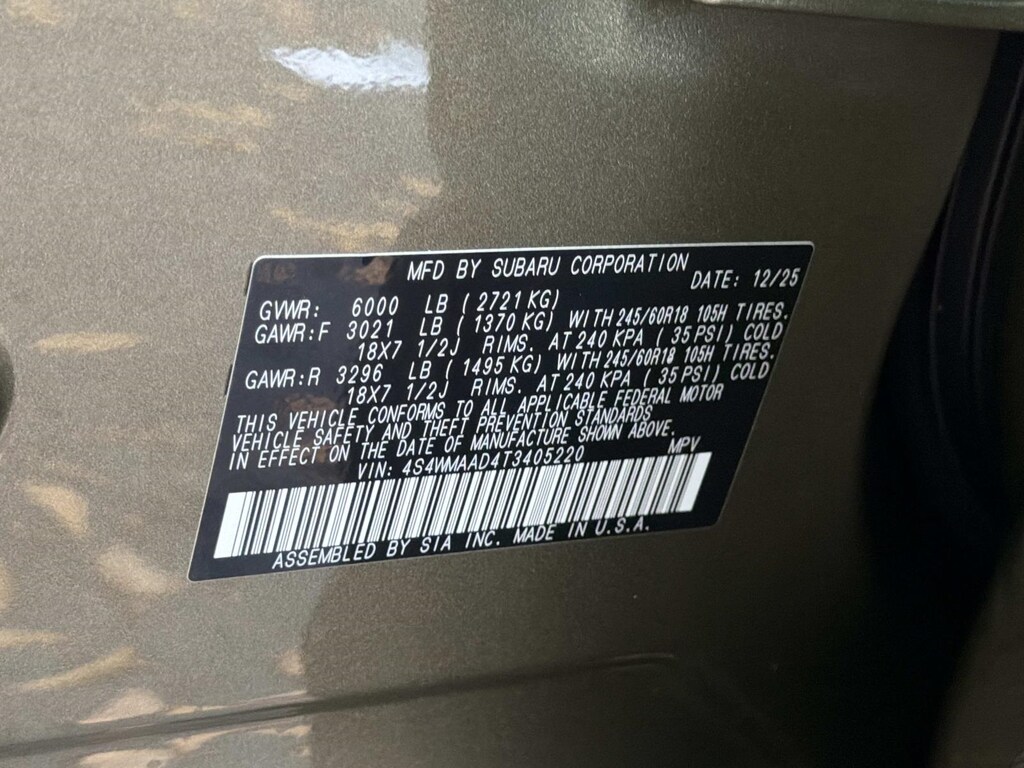 MFD BY SUBARU CORPORATION DATE: 12/25
GVWR: 6000 LB (2721 KG)
GAWR:F 3021 LB (1370 KG) WITH 245/60R18 105H TIRES.
18X7 1/2J RIMS. AT 240 KPA (35 PSI) COLD
GAWR:R 3296 LB (1495 KG) WITH 245/60R18 105H TIRES.
18X7 1/2J RIMS. AT 240 KPA (35 PSI) COLD
THIS VEHICLE CONFORMS TO ALL APPLICABLE FEDERAL MOTOR
VEHICLE SAFETY AND THEFT PREVENTION STANDARDS
IN EFFECT ON THE DATE OF MANUFACTURE SHOWN ABOVE.
VIN: 4S4WMAAD4T3405220 MPV
ASSEMBLED BY SIA INC. MADE IN U.S.A.